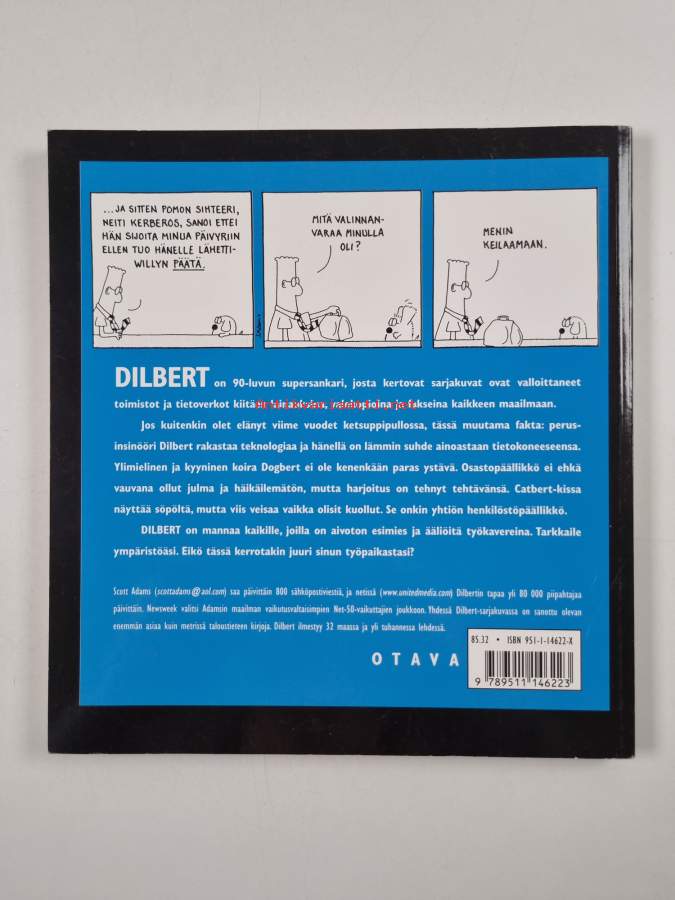 ...JA SITTEN POMON SIHTEERI,
NEITI KERBEROS, SANOI ETTEI
HÄN SIJOITA MINUA PÄIVYRIIN
ELLEN TUO HÄNELLE LÄHETTI-
WILLYN PÄÄTÄ.
MITÄ VALINNAN-
VARAA MINULLA
OLI?
MENIN
KEILAAMAAN.
DILBERT on 90-luvun supersankari, josta kertovat sarjakuvat ovat valloittaneet
toimistot ja tietoverkot kiitäen faksina ja fakseina kaikkeen maailmaan.
Jos kuitenkin olet elänyt viime vuodet ketsuppipullossa, tässä muutama fakta: perus-
insinööri Dilbert rakastaa teknologiaa ja hänellä on lämmin suhde ainoastaan tietokoneeseensa.
Ylimielinen ja kyyninen koira Dogbert ei ole kenenkään paras ystävä. Osastopäällikkö ei ehkä
vauvana ollut julma ja häikäilemätön, mutta harjoitus on tehnyt tehtävänsä. Catbert-kissa
näyttää söpöltä, mutta viis veisaa vaikka olisit kuollut. Se onkin yhtiön henkilöstöpäällikkö.
DILBERT on mannaa kaikille, joilla on aivoton esimies ja ääliöitä työkavereina. Tarkkaile
ympäristöäsi. Eikö tässä kerrotakin juuri sinun työpaikastasi?
Scott Adams (scottadams@aol.com) saa päivittäin 800 sähköpostiviestiä, ja netissä (www.unitedmedia.com) Dilbertin tapaa yli 80 000 piipahtajaa
päivittäin. Newsweek valitsi Adamsin maailman vaikutusvaltaisimpien Net-50-vaikuttajien joukkoon. Yhdessä Dilbert-sarjakuvassa on sanottu olevan
enemmän asiaa kuin metrissä taloustieteen kirjoja. Dilbert ilmestyy 32 maassa ja yli tuhannessa lehdessä.
85.32 • ISBN 951-1-14622-X
OTAVA
9 789511 146223